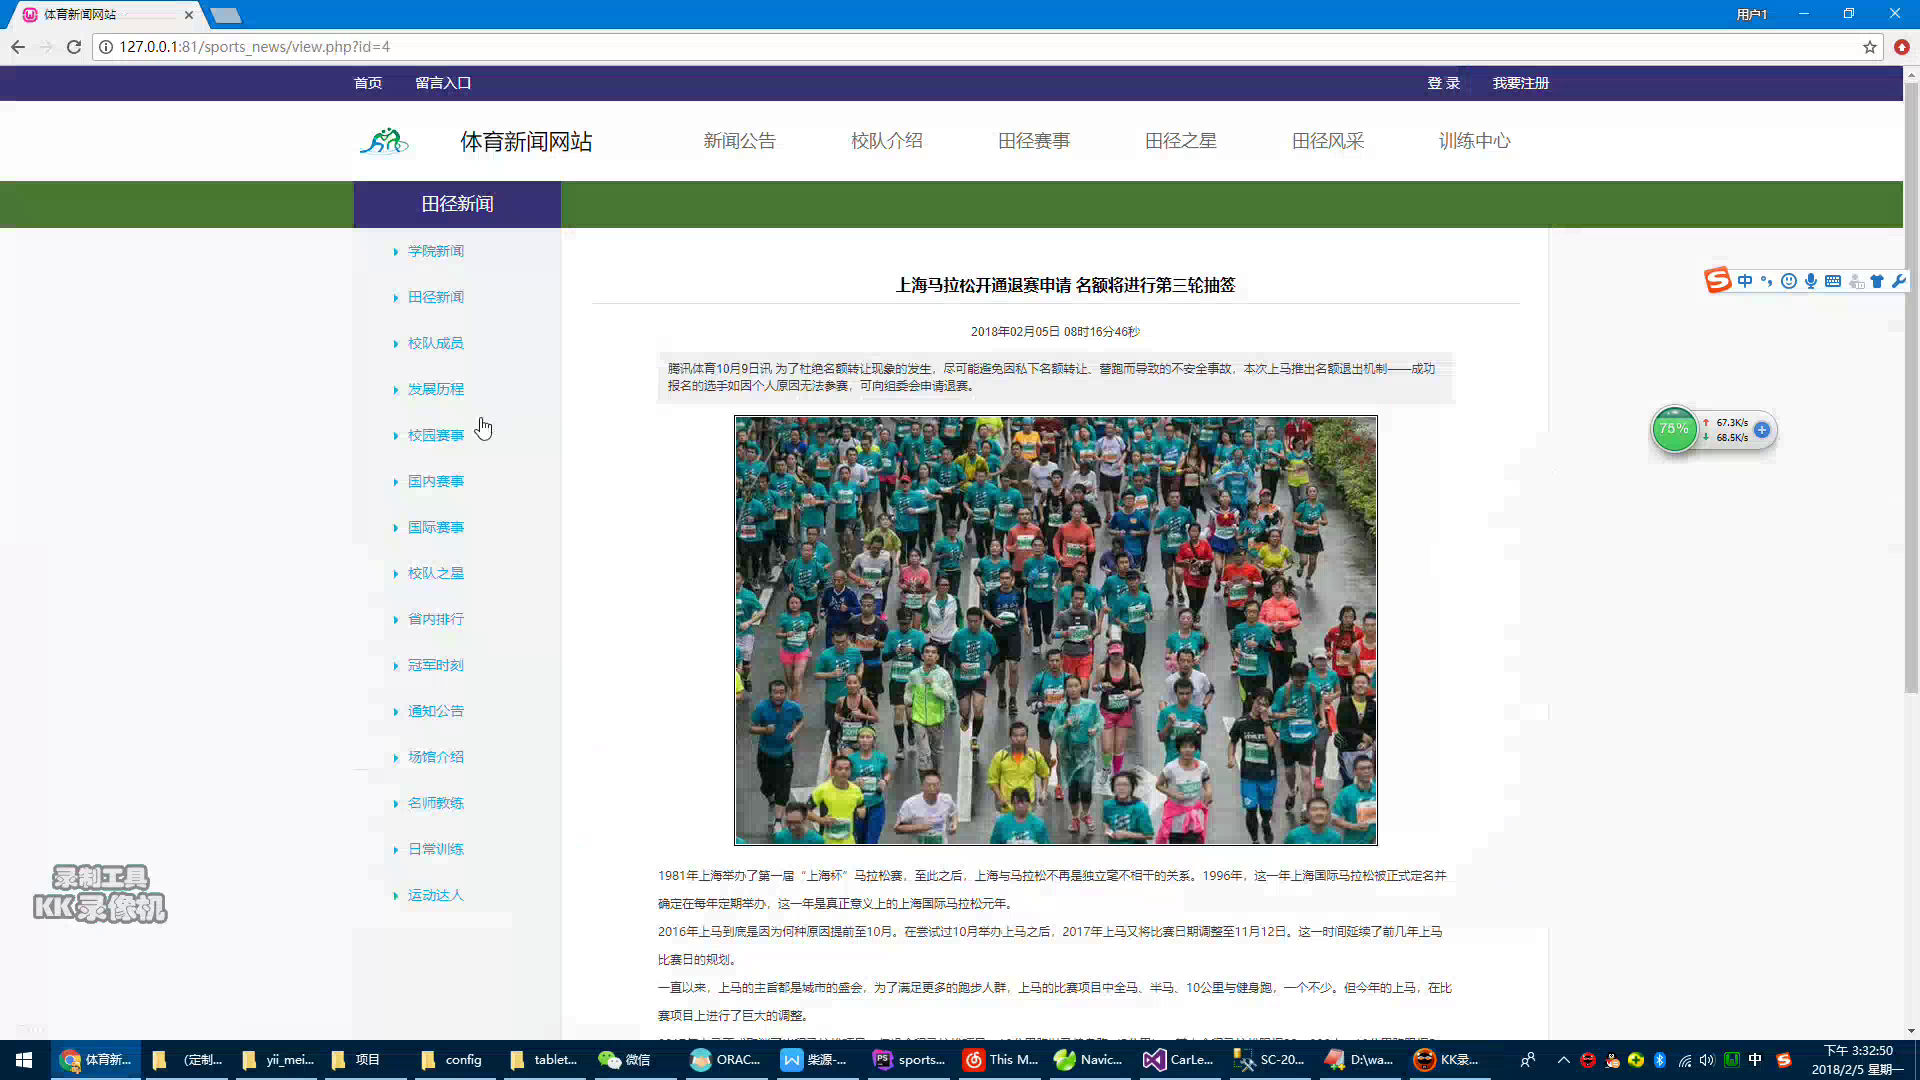 体育新闻网站
用户1
127.0.0.1:81/sports_news/view.php?id=4
首页 留言入口 登 录 我要注册
体育新闻网站 新闻公告 校队介绍 田径赛事 田径之星 田径风采 训练中心
田径新闻
学院新闻
田径新闻
校队成员
发展历程
校园赛事
国内赛事
国际赛事
校队之星
省内排行
冠军时刻
通知公告
场馆介绍
名师教练
日常训练
运动达人
上海马拉松开通退赛申请 名额将进行第三轮抽签
2018年02月05日 08时16分46秒
腾讯体育10月9日讯 为了杜绝名额转让现象的发生，尽可能避免因私下名额转让、替跑而导致的不安全事故，本次上马推出名额退出机制——成功
报名的选手如因个人原因无法参赛，可向组委会申请退赛。
1981年上海举办了第一届“上海杯”马拉松赛，至此之后，上海与马拉松不再是独立毫不相干的关系。1996年，这一年上海国际马拉松被正式定名并
确定在每年定期举办，这一年是真正意义上的上海国际马拉松元年。
2016年上马到底是因为何种原因提前至10月。在尝试过10月举办上马之后，2017年上马又将比赛日期调整至11月12日。这一时间延续了前几年上马
比赛日的规划。
一直以来，上马的主旨都是城市的盛会，为了满足更多的跑步人群，上马的比赛项目中全马、半马、10公里与健身跑，一个不少。但今年的上马，在比
赛项目上进行了巨大的调整。
中
75%
67.3K/s
68.5K/s
录制工具
KK录像机
体育新... （定制... yii_mei... 项目 config tablet... 微信 ORAC... 柴源-... sports... This M... Navic... CarLe... SC-20... D:\wa... KK录... 中
下午 3:32:50
2018/2/5 星期一